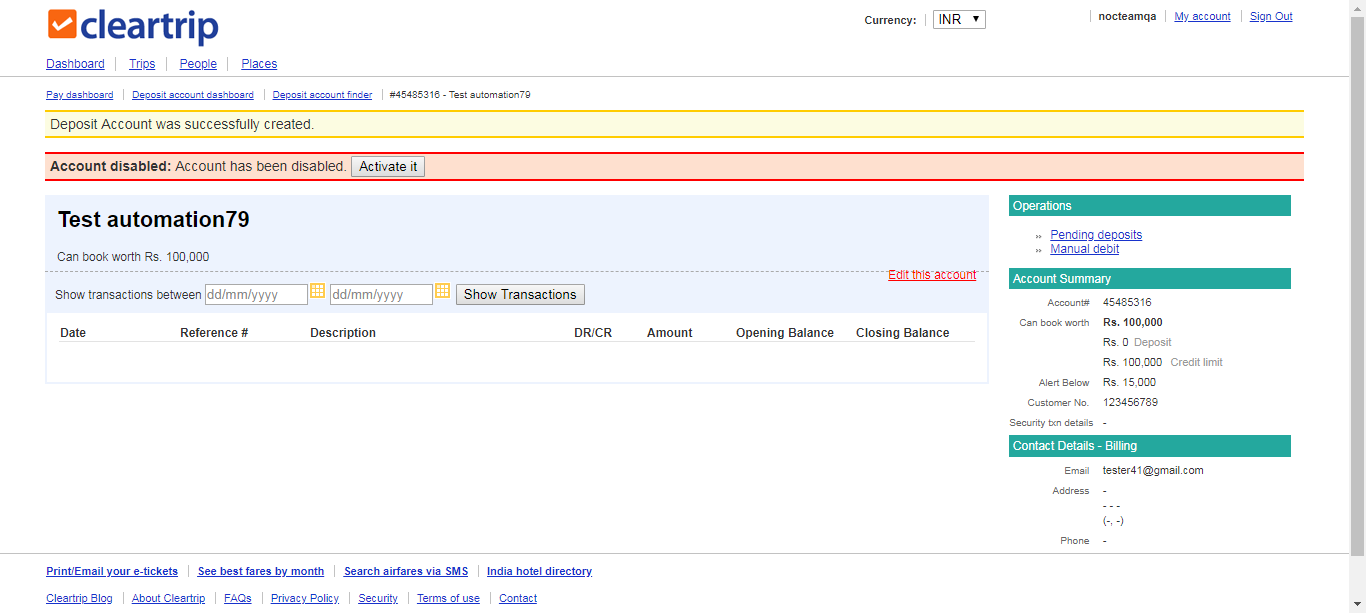 cleartrip
Currency: INR
nocteamqa My account Sign Out
Dashboard Trips People Places
Pay dashboard Deposit account dashboard Deposit account finder #45485316 - Test automation79
Deposit Account was successfully created.
Account disabled: Account has been disabled. Activate it
Test automation79
Can book worth Rs. 100,000
Edit this account
Show transactions between dd/mm/yyyy dd/mm/yyyy Show Transactions
Date Reference # Description DR/CR Amount Opening Balance Closing Balance
Operations
›› Pending deposits
›› Manual debit
Account Summary
Account# 45485316
Can book worth Rs. 100,000
Rs. 0 Deposit
Rs. 100,000 Credit limit
Alert Below Rs. 15,000
Customer No. 123456789
Security txn details -
Contact Details - Billing
Email tester41@gmail.com
Address -
- - -
(-, -)
Phone -
Print/Email your e-tickets See best fares by month Search airfares via SMS India hotel directory
Cleartrip Blog About Cleartrip FAQs Privacy Policy Security Terms of use Contact